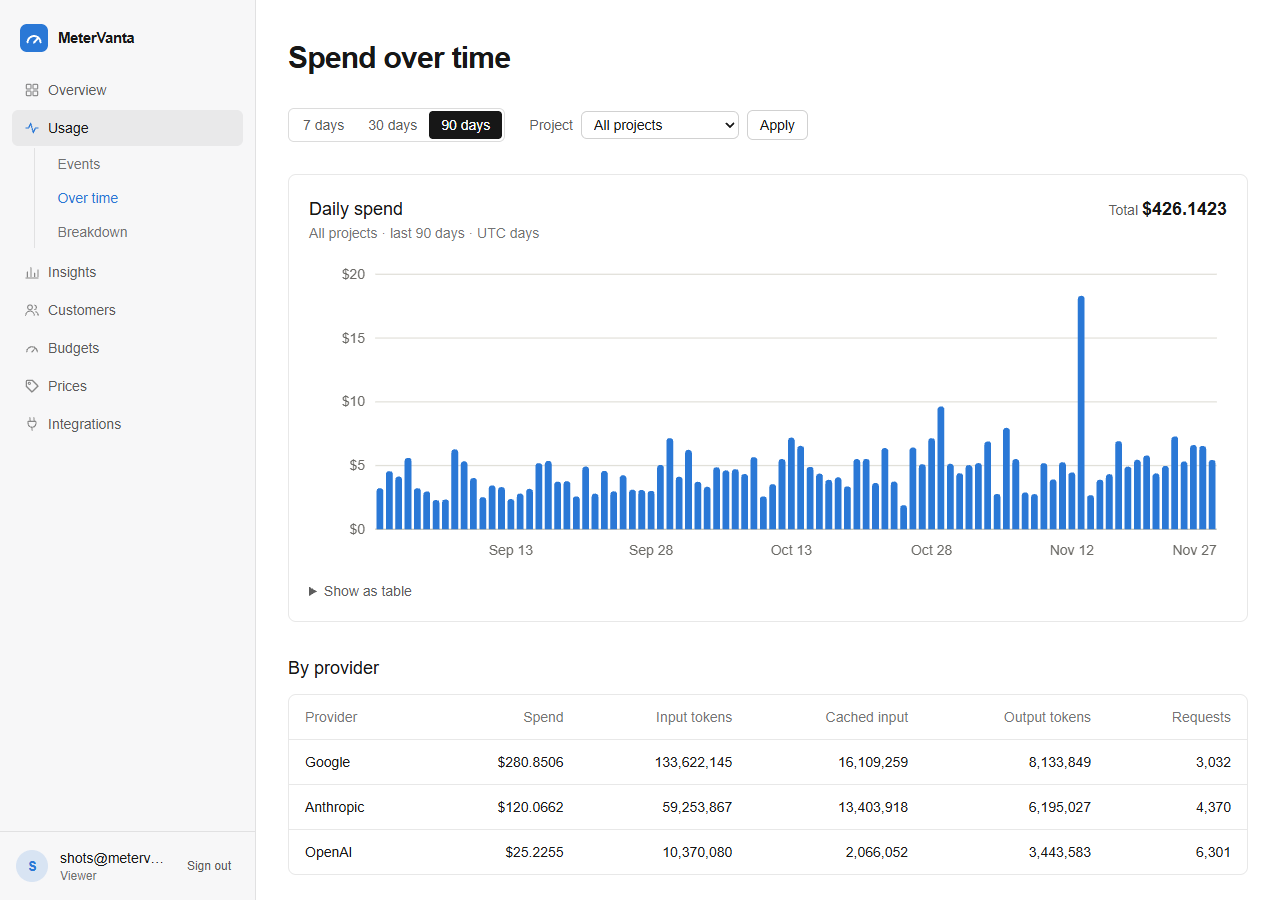 MeterVanta
Overview
Usage
Events
Over time
Breakdown
Insights
Customers
Budgets
Prices
Integrations
S
shots@meterv…
Viewer
Sign out
Spend over time
7 days 30 days 90 days Project All projects Apply
Daily spend
Total $426.1423
All projects · last 90 days · UTC days
$20
$15
$10
$5
$0
Sep 13 Sep 28 Oct 13 Oct 28 Nov 12 Nov 27
Show as table
By provider
Provider Spend Input tokens Cached input Output tokens Requests
Google $280.8506 133,622,145 16,109,259 8,133,849 3,032
Anthropic $120.0662 59,253,867 13,403,918 6,195,027 4,370
OpenAI $25.2255 10,370,080 2,066,052 3,443,583 6,301